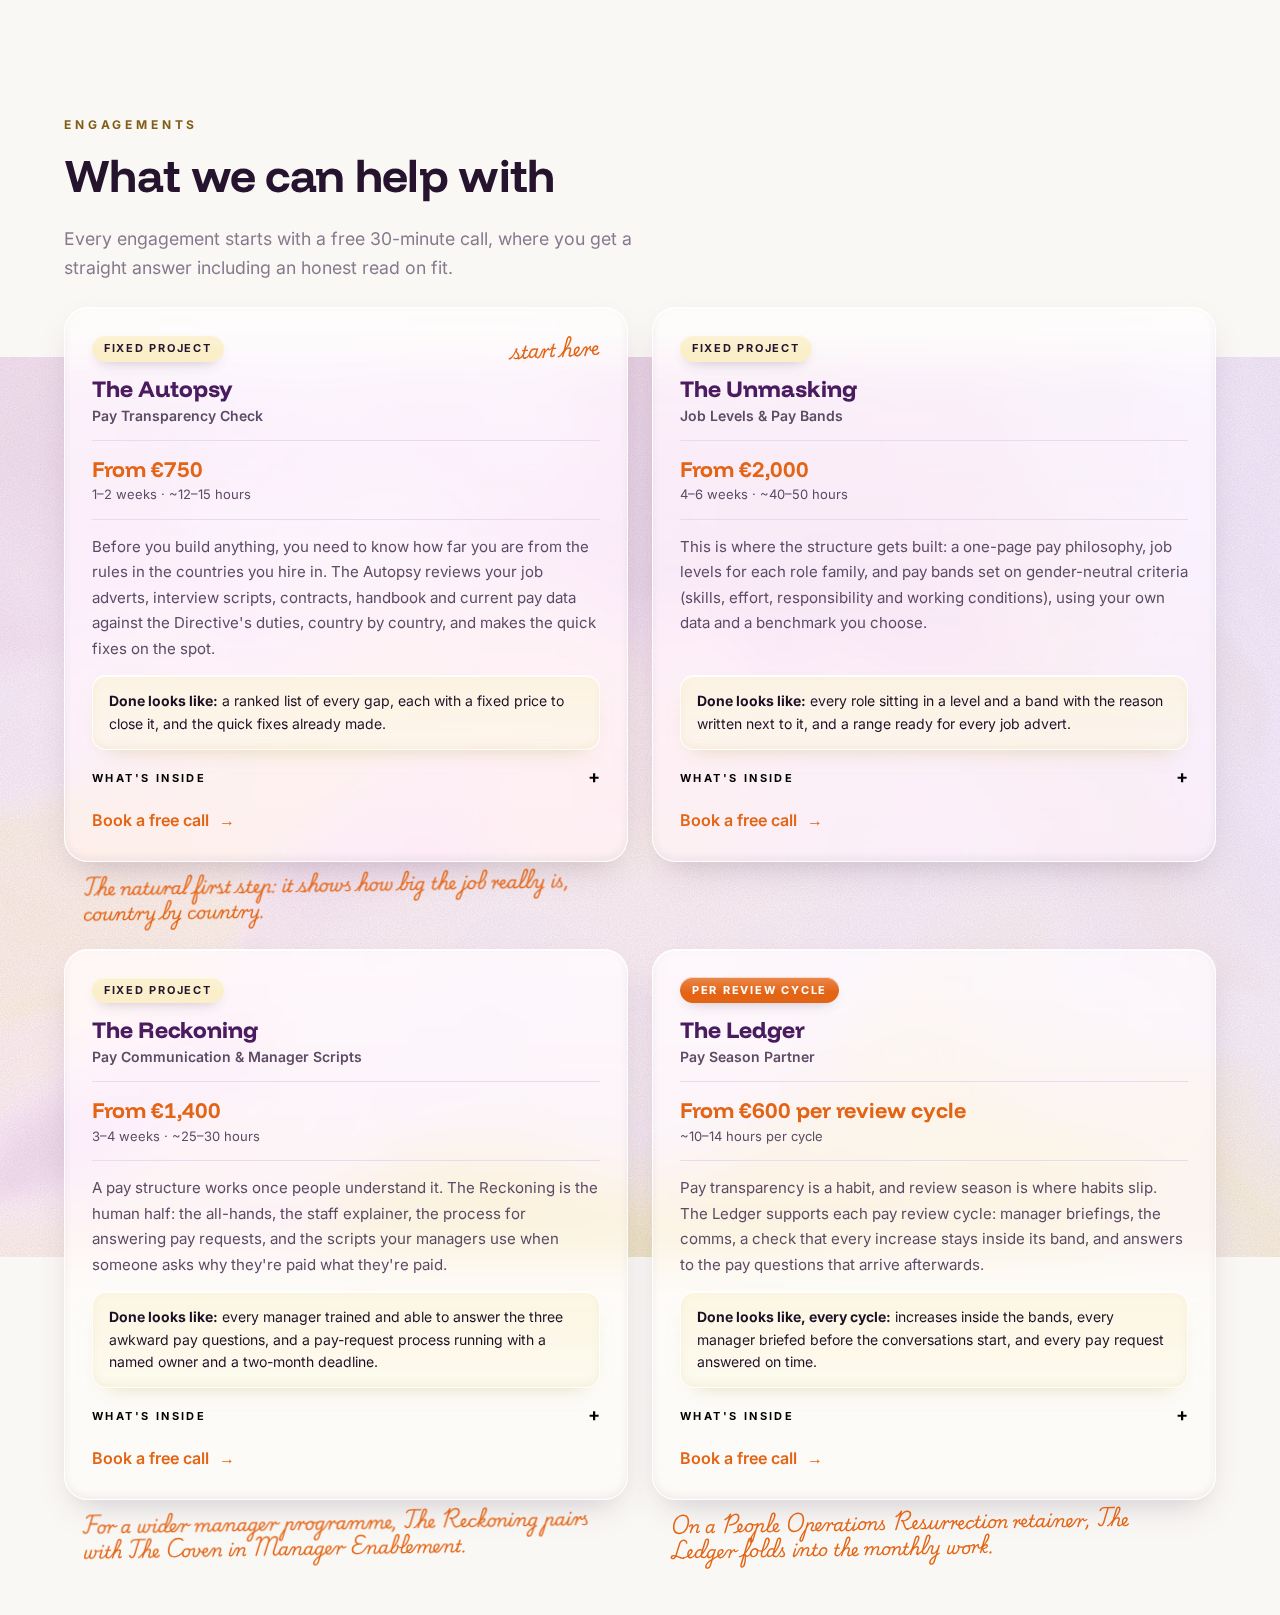 ENGAGEMENTS
What we can help with
Every engagement starts with a free 30-minute call, where you get a
straight answer including an honest read on fit.
FIXED PROJECT
start here
The Autopsy
Pay Transparency Check
From €750
1–2 weeks · ~12–15 hours
Before you build anything, you need to know how far you are from the
rules in the countries you hire in. The Autopsy reviews your job
adverts, interview scripts, contracts, handbook and current pay data
against the Directive's duties, country by country, and makes the quick
fixes on the spot.
Done looks like: a ranked list of every gap, each with a fixed price to
close it, and the quick fixes already made.
WHAT'S INSIDE +
Book a free call →
The natural first step: it shows how big the job really is,
country by country.
FIXED PROJECT
The Unmasking
Job Levels & Pay Bands
From €2,000
4–6 weeks · ~40–50 hours
This is where the structure gets built: a one-page pay philosophy, job
levels for each role family, and pay bands set on gender-neutral criteria
(skills, effort, responsibility and working conditions), using your own
data and a benchmark you choose.
Done looks like: every role sitting in a level and a band with the reason
written next to it, and a range ready for every job advert.
WHAT'S INSIDE +
Book a free call →
FIXED PROJECT
The Reckoning
Pay Communication & Manager Scripts
From €1,400
3–4 weeks · ~25–30 hours
A pay structure works once people understand it. The Reckoning is the
human half: the all-hands, the staff explainer, the process for
answering pay requests, and the scripts your managers use when
someone asks why they're paid what they're paid.
Done looks like: every manager trained and able to answer the three
awkward pay questions, and a pay-request process running with a
named owner and a two-month deadline.
WHAT'S INSIDE +
Book a free call →
For a wider manager programme, The Reckoning pairs
with The Coven in Manager Enablement.
PER REVIEW CYCLE
The Ledger
Pay Season Partner
From €600 per review cycle
~10–14 hours per cycle
Pay transparency is a habit, and review season is where habits slip.
The Ledger supports each pay review cycle: manager briefings, the
comms, a check that every increase stays inside its band, and answers
to the pay questions that arrive afterwards.
Done looks like, every cycle: increases inside the bands, every
manager briefed before the conversations start, and every pay request
answered on time.
WHAT'S INSIDE +
Book a free call →
On a People Operations Resurrection retainer, The
Ledger folds into the monthly work.